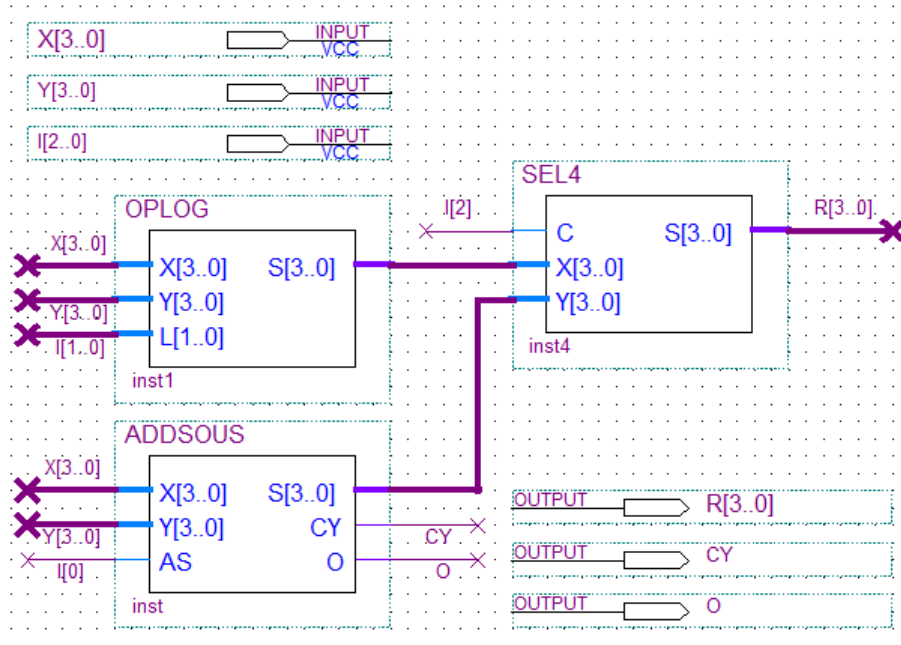 X[3..0] INPUT
VCC
Y[3..0] INPUT
VCC
I[2..0] INPUT
VCC
OPLOG
X[3..0]
Y[3..0]
I[1..0]
X[3..0] S[3..0]
Y[3..0]
L[1..0]
inst1
SEL4
I[2]
C S[3..0]
X[3..0]
Y[3..0]
R[3..0]
inst4
ADDSOUS
X[3..0]
Y[3..0]
I[0]
X[3..0] S[3..0]
Y[3..0] CY
AS O
CY
O
inst
OUTPUT R[3..0]
OUTPUT CY
OUTPUT O